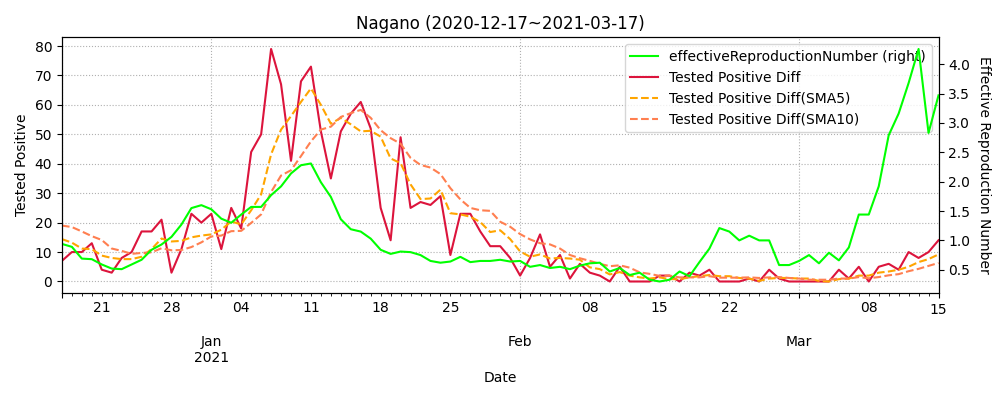 Nagano (2020-12-17~2021-03-17)
effectiveReproductionNumber (right)
Tested Positive Diff
Tested Positive Diff(SMA5)
Tested Positive Diff(SMA10)
Tested Positive
80
70
60
50
40
30
20
10
0
Effective Reproduction Number
4.0
3.5
3.0
2.5
2.0
1.5
1.0
0.5
21 28 04 11 18 25 08 15 22 08 15
Jan Feb Mar
2021
Date